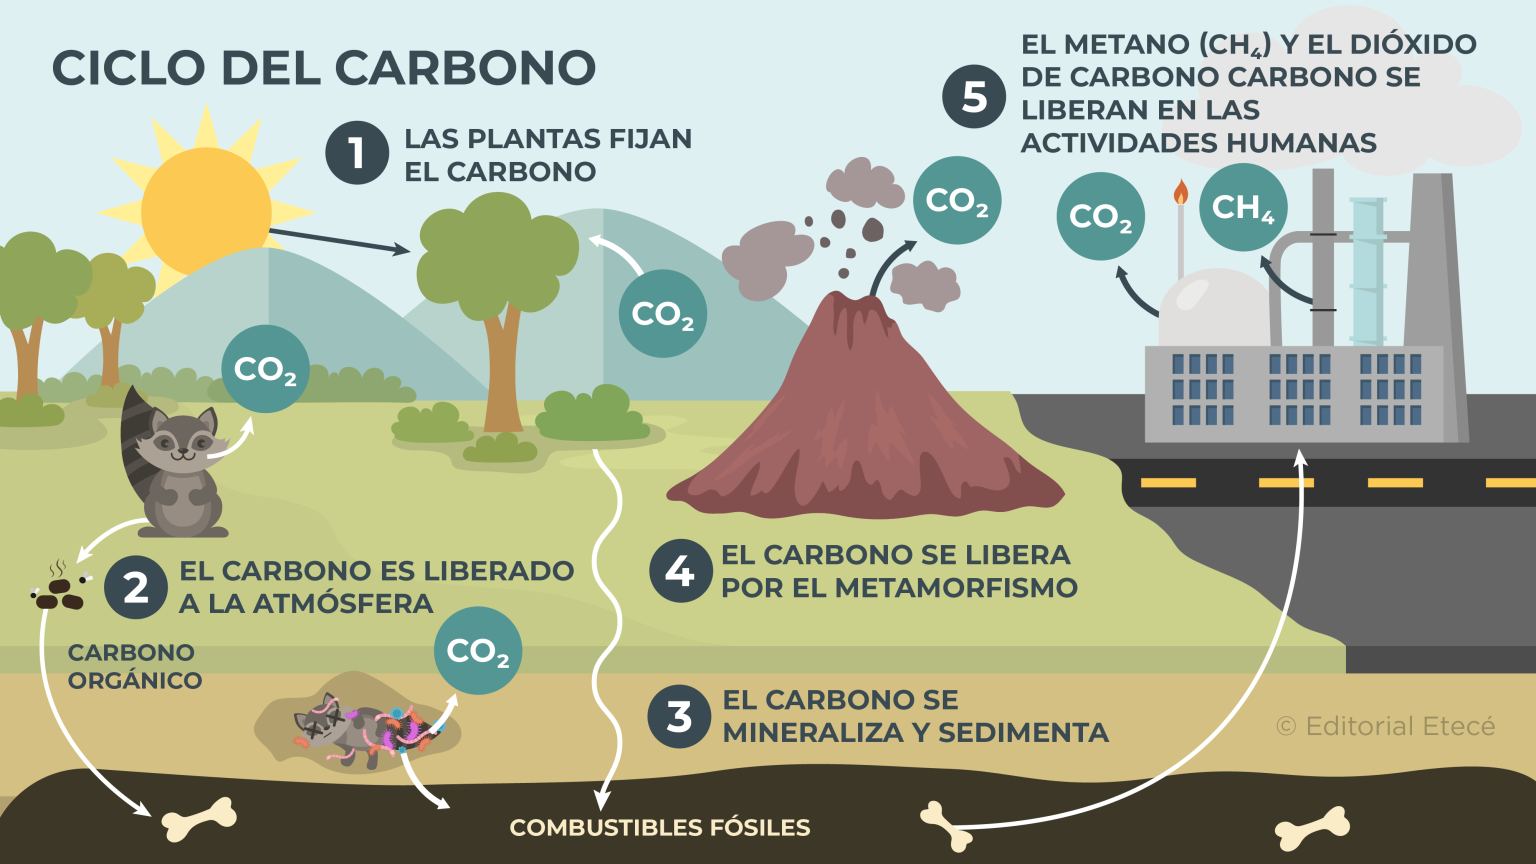 CICLO DEL CARBONO
1
LAS PLANTAS FIJAN
EL CARBONO
5
EL METANO (CH₄) Y EL DIÓXIDO
DE CARBONO CARBONO SE
LIBERAN EN LAS
ACTIVIDADES HUMANAS
CO₂
CO₂
CH₄
CO₂
CO₂
2
EL CARBONO ES LIBERADO
A LA ATMÓSFERA
4
EL CARBONO SE LIBERA
POR EL METAMORFISMO
CARBONO
ORGÁNICO
CO₂
3
EL CARBONO SE
MINERALIZA Y SEDIMENTA
© Editorial Etecé
COMBUSTIBLES FÓSILES